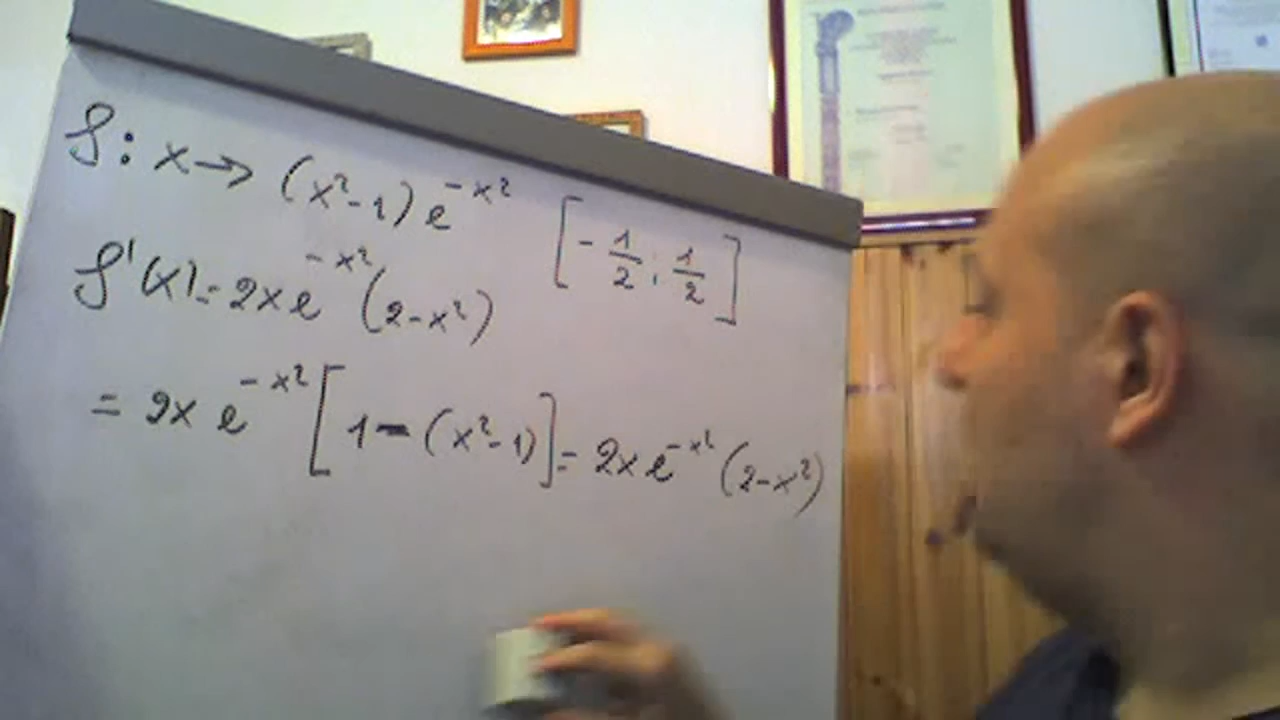 f: x → (x²-1) e^{-x²} [-1/2 ; 1/2]
f'(x) = 2x e^{-x²} (2-x²)
= 2x e^{-x²} [1-(x²-1)] = 2x e^{-x²} (2-x²)